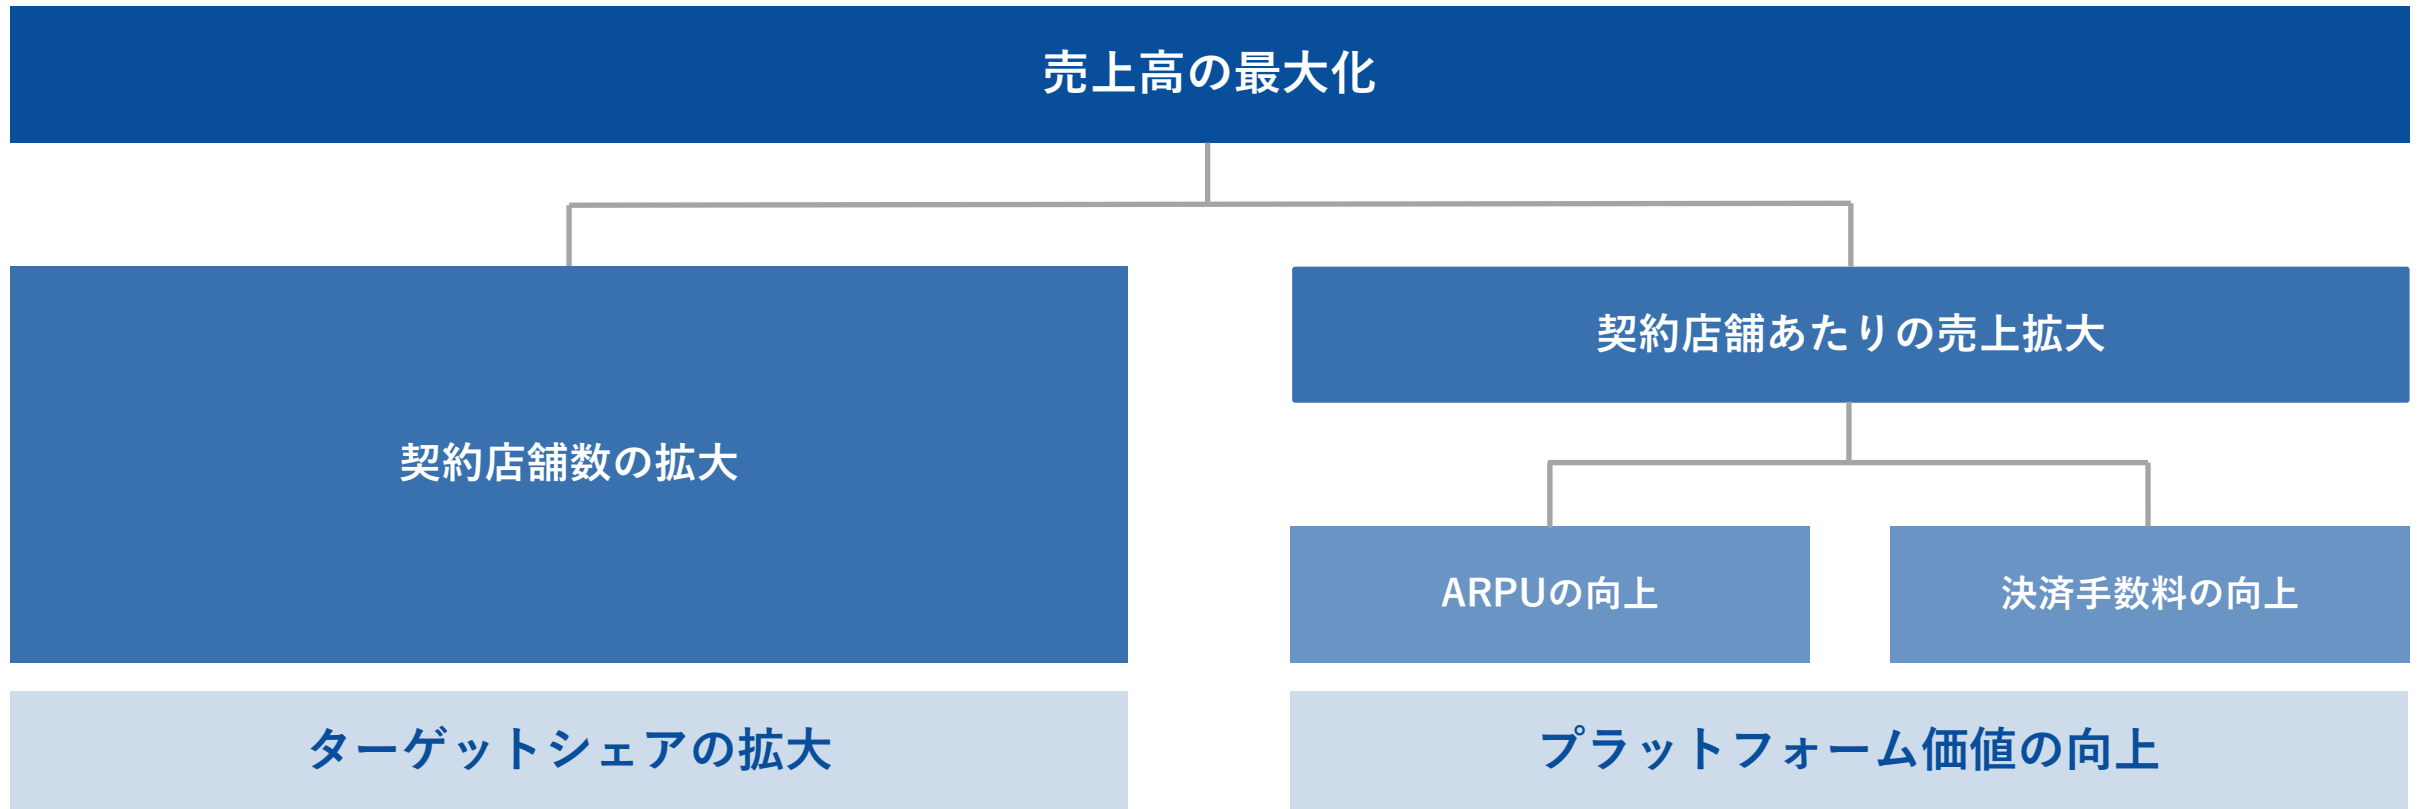 売上高の最大化
契約店舗数の拡大
契約店舗あたりの売上拡大
ARPUの向上
決済手数料の向上
ターゲットシェアの拡大
プラットフォーム価値の向上